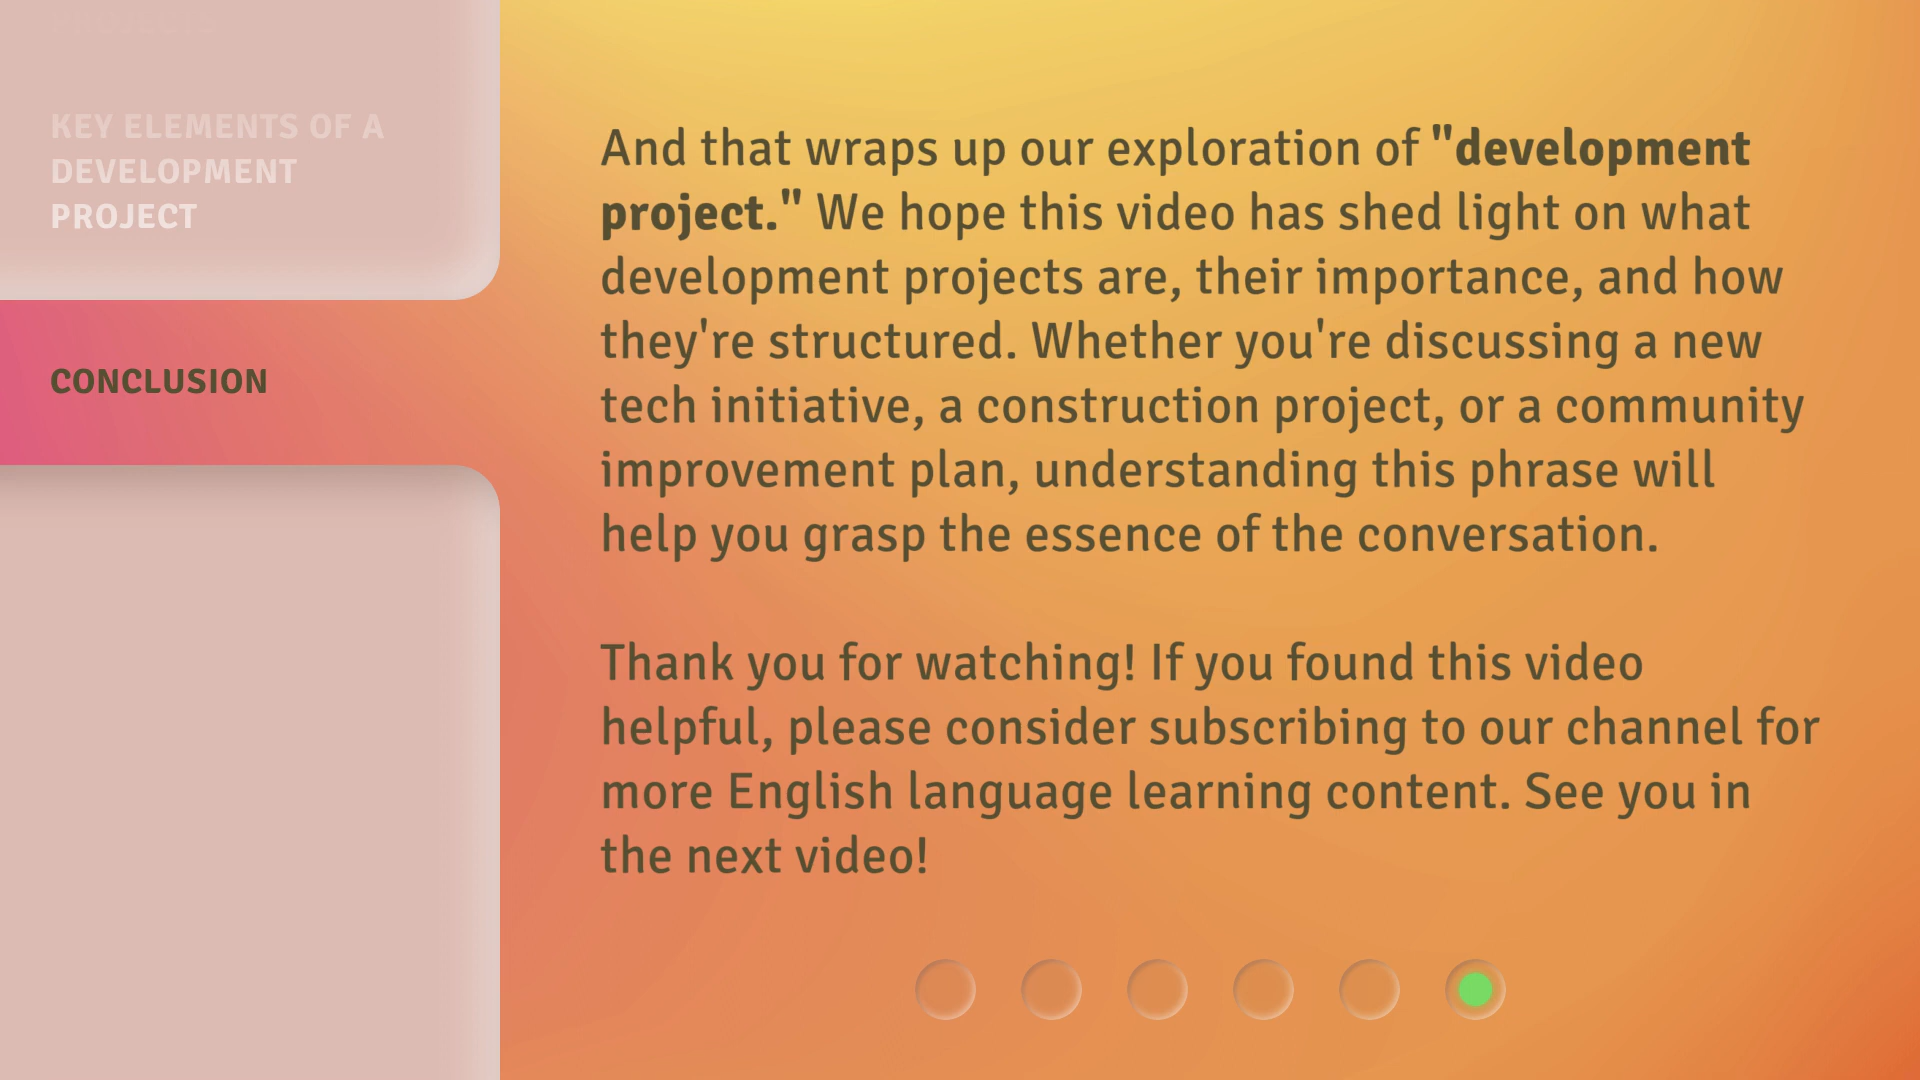 PROJECTS
KEY ELEMENTS OF A
DEVELOPMENT
PROJECT
CONCLUSION
And that wraps up our exploration of "development
project." We hope this video has shed light on what
development projects are, their importance, and how
they're structured. Whether you're discussing a new
tech initiative, a construction project, or a community
improvement plan, understanding this phrase will
help you grasp the essence of the conversation.
Thank you for watching! If you found this video
helpful, please consider subscribing to our channel for
more English language learning content. See you in
the next video!